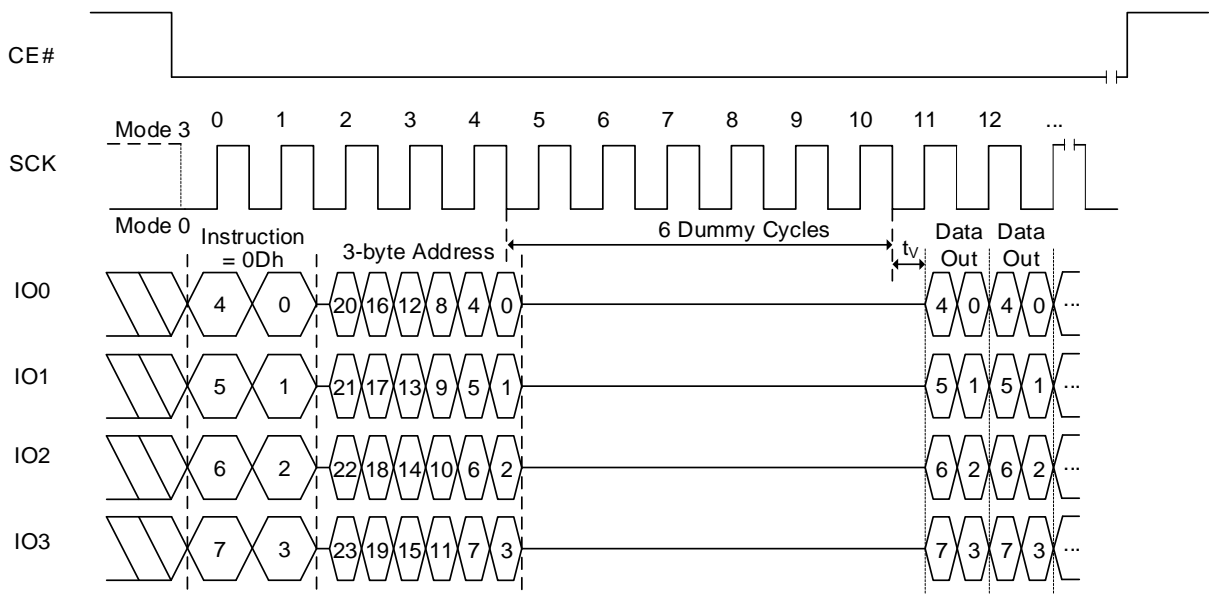 CE#
0 1 2 3 4 5 6 7 8 9 10 11 12 ...
Mode 3
SCK
Mode 0
Instruction
= 0Dh
3-byte Address
6 Dummy Cycles
tV
Data
Out
Data
Out
IO0 4 0 20 16 12 8 4 0 4 0 4 0 ...
IO1 5 1 21 17 13 9 5 1 5 1 5 1 ...
IO2 6 2 22 18 14 10 6 2 6 2 6 2 ...
IO3 7 3 23 19 15 11 7 3 7 3 7 3 ...